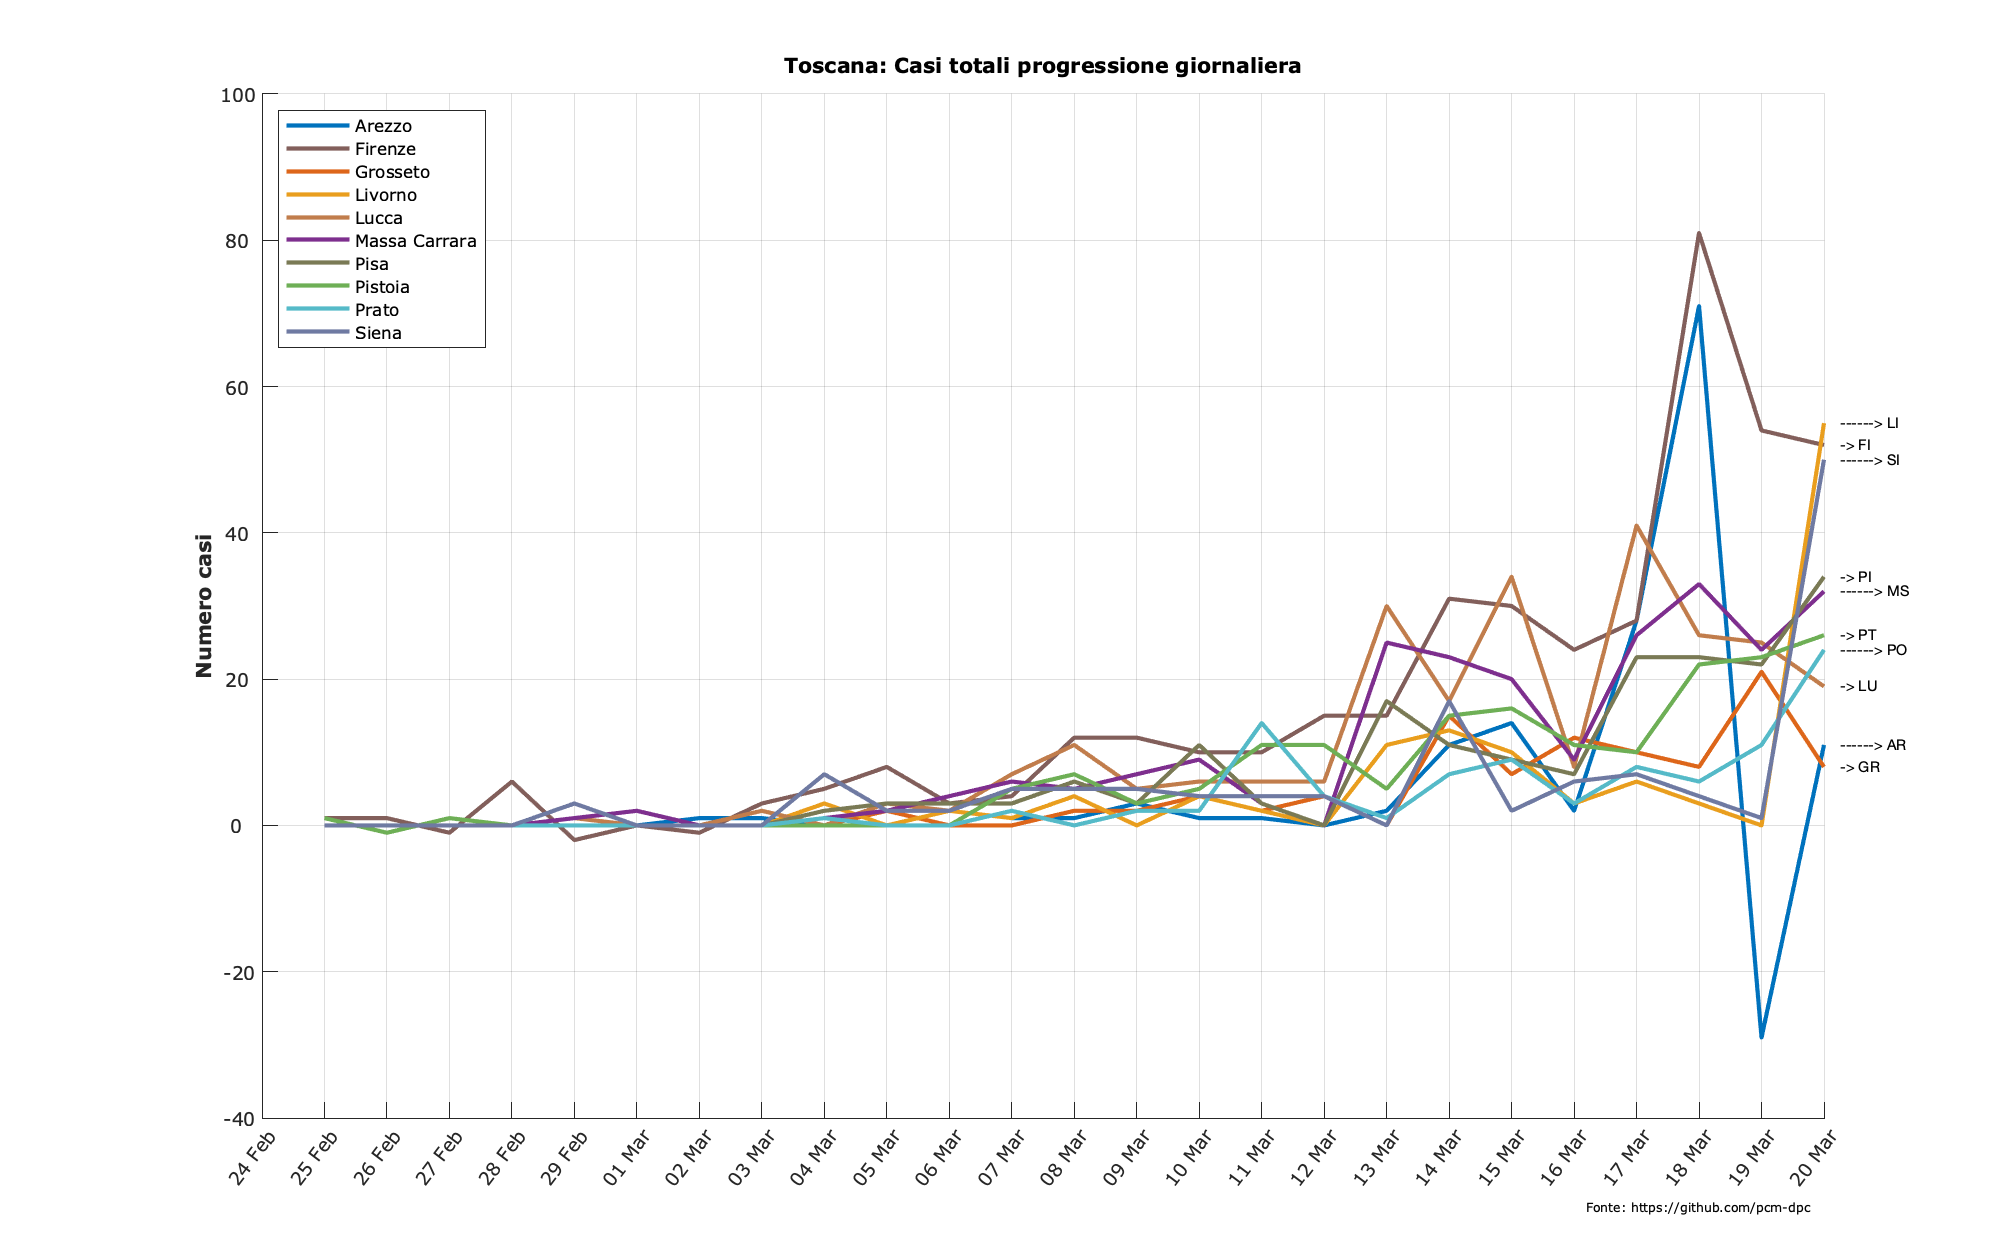 Toscana: Casi totali progressione giornaliera
Numero casi
100
80
60
40
20
0
-20
-40
Arezzo
Firenze
Grosseto
Livorno
Lucca
Massa Carrara
Pisa
Pistoia
Prato
Siena
------> LI
-> FI
------> SI
-> PI
------> MS
-> PT
------> PO
-> LU
------> AR
-> GR
24 Feb
25 Feb
26 Feb
27 Feb
28 Feb
29 Feb
01 Mar
02 Mar
03 Mar
04 Mar
05 Mar
06 Mar
07 Mar
08 Mar
09 Mar
10 Mar
11 Mar
12 Mar
13 Mar
14 Mar
15 Mar
16 Mar
17 Mar
18 Mar
19 Mar
20 Mar
Fonte: https://github.com/pcm-dpc